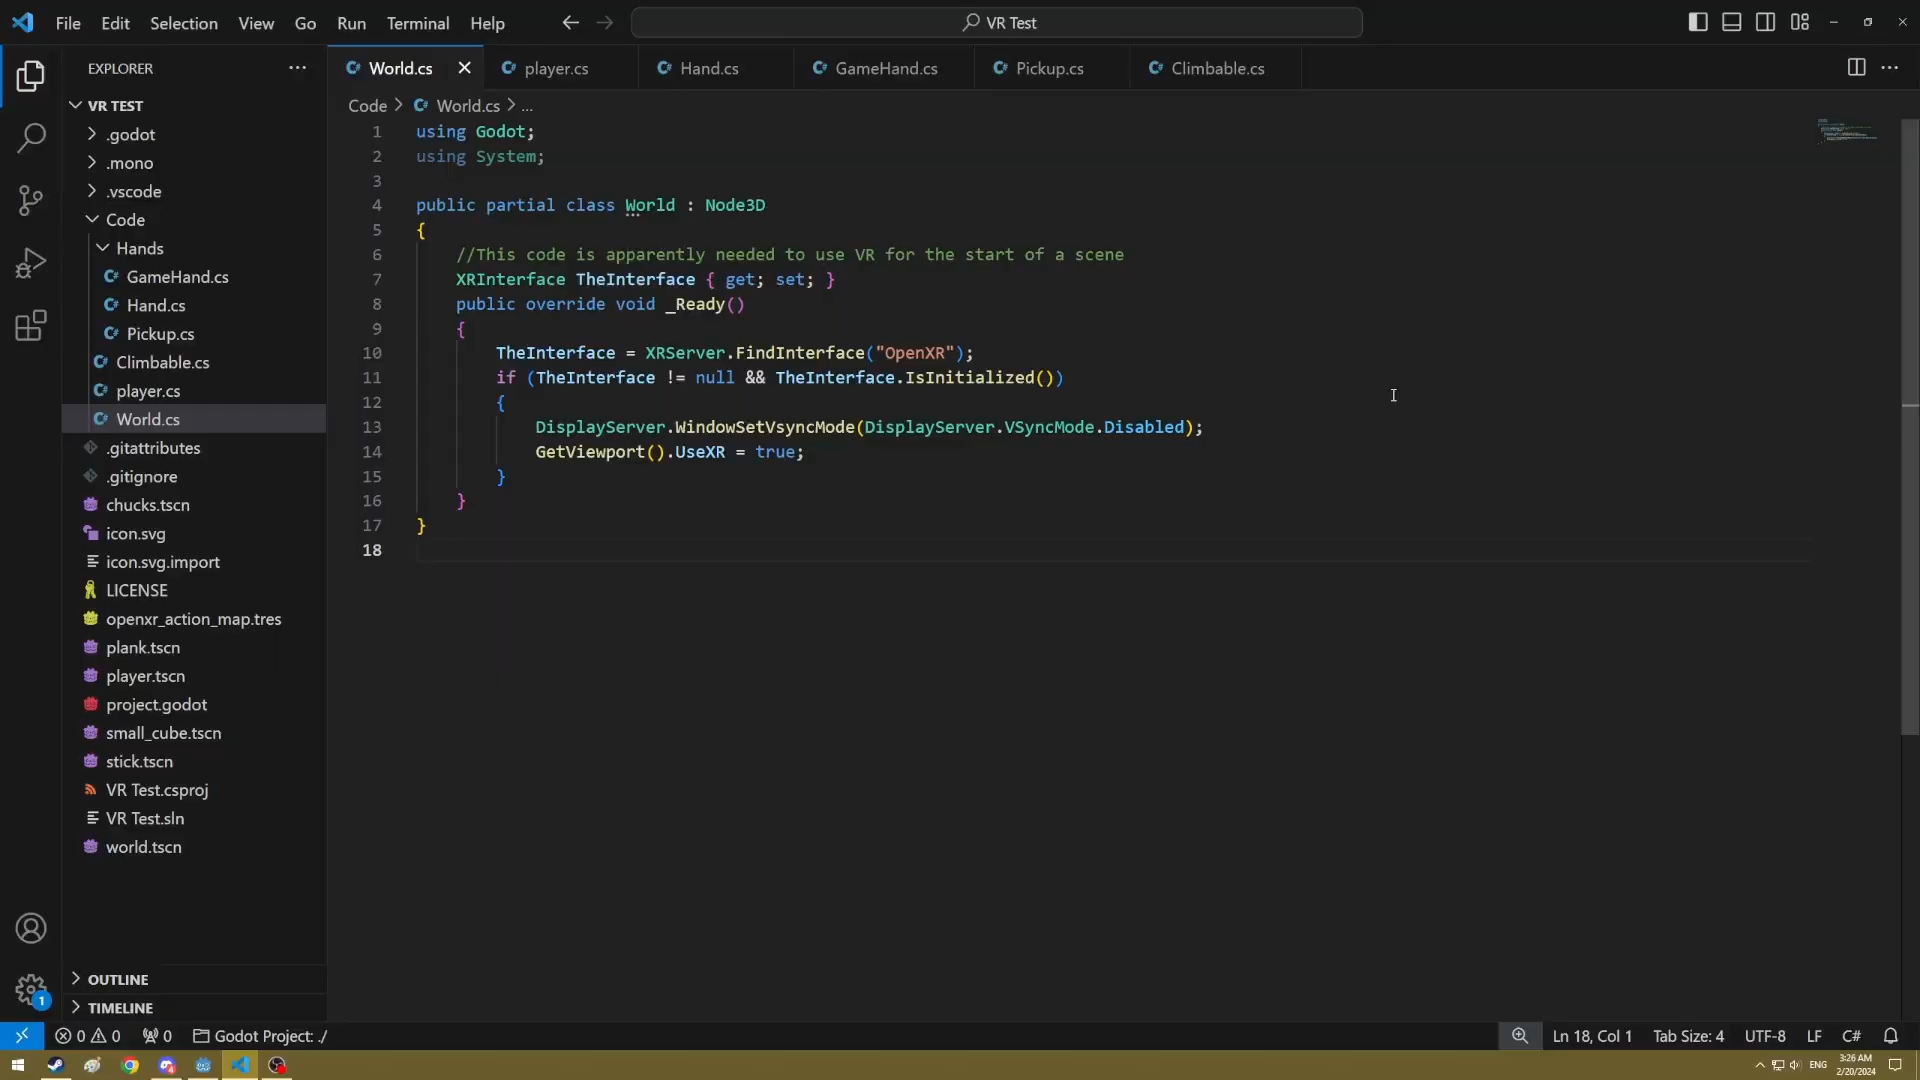 File Edit Selection View Go Run Terminal Help
VR Test
EXPLORER
VR TEST
.godot
.mono
.vscode
Code
Hands
GameHand.cs
Hand.cs
Pickup.cs
Climbable.cs
player.cs
World.cs
.gitattributes
.gitignore
chucks.tscn
icon.svg
icon.svg.import
LICENSE
openxr_action_map.tres
plank.tscn
player.tscn
project.godot
small_cube.tscn
stick.tscn
VR Test.csproj
VR Test.sln
world.tscn
OUTLINE
TIMELINE
World.cs player.cs Hand.cs GameHand.cs Pickup.cs Climbable.cs
Code > World.cs > ...
1 using Godot;
2 using System;
3
4 public partial class World : Node3D
5 {
6 //This code is apparently needed to use VR for the start of a scene
7 XRInterface TheInterface { get; set; }
8 public override void _Ready()
9 {
10 TheInterface = XRServer.FindInterface("OpenXR");
11 if (TheInterface != null && TheInterface.IsInitialized())
12 {
13 DisplayServer.WindowSetVsyncMode(DisplayServer.VSyncMode.Disabled);
14 GetViewport().UseXR = true;
15 }
16 }
17 }
18
1
0 0 0 Godot Project: ./ Ln 18, Col 1 Tab Size: 4 UTF-8 LF C#
ENG
3:26 AM
2/20/2024